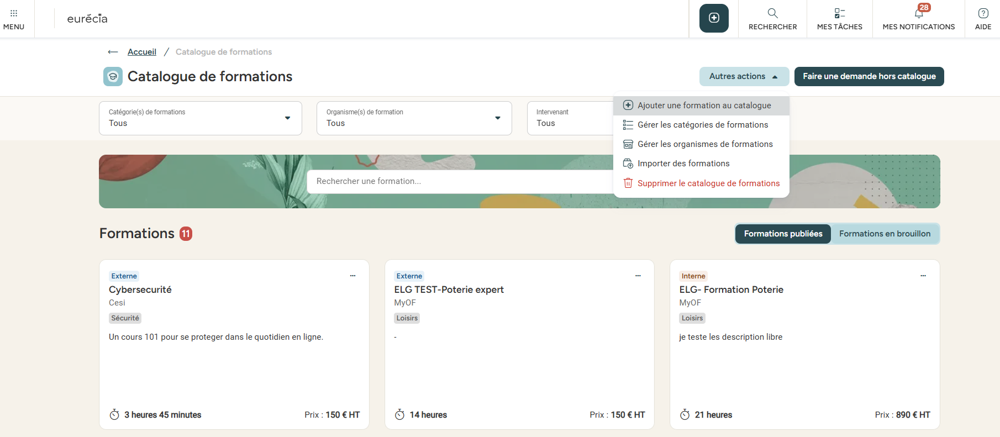 MENU
eurécia
RECHERCHER
MES TÂCHES
28
MES NOTIFICATIONS
AIDE
Accueil / Catalogue de formations
Catalogue de formations
Autres actions
Faire une demande hors catalogue
Ajouter une formation au catalogue
Gérer les catégories de formations
Gérer les organismes de formations
Importer des formations
Supprimer le catalogue de formations
Catégorie(s) de formations
Tous
Organisme(s) de formation
Tous
Intervenant
Tous
Rechercher une formation...
Formations 11
Formations publiées
Formations en brouillon
Externe
Cybersecurité
Cesi
Sécurité
Un cours 101 pour se proteger dans le quotidien en ligne.
3 heures 45 minutes
Prix : 150 € HT
Externe
ELG TEST-Poterie expert
MyOF
Loisirs
-
14 heures
Prix : 150 € HT
Interne
ELG- Formation Poterie
MyOF
Loisirs
je teste les description libre
21 heures
Prix : 890 € HT